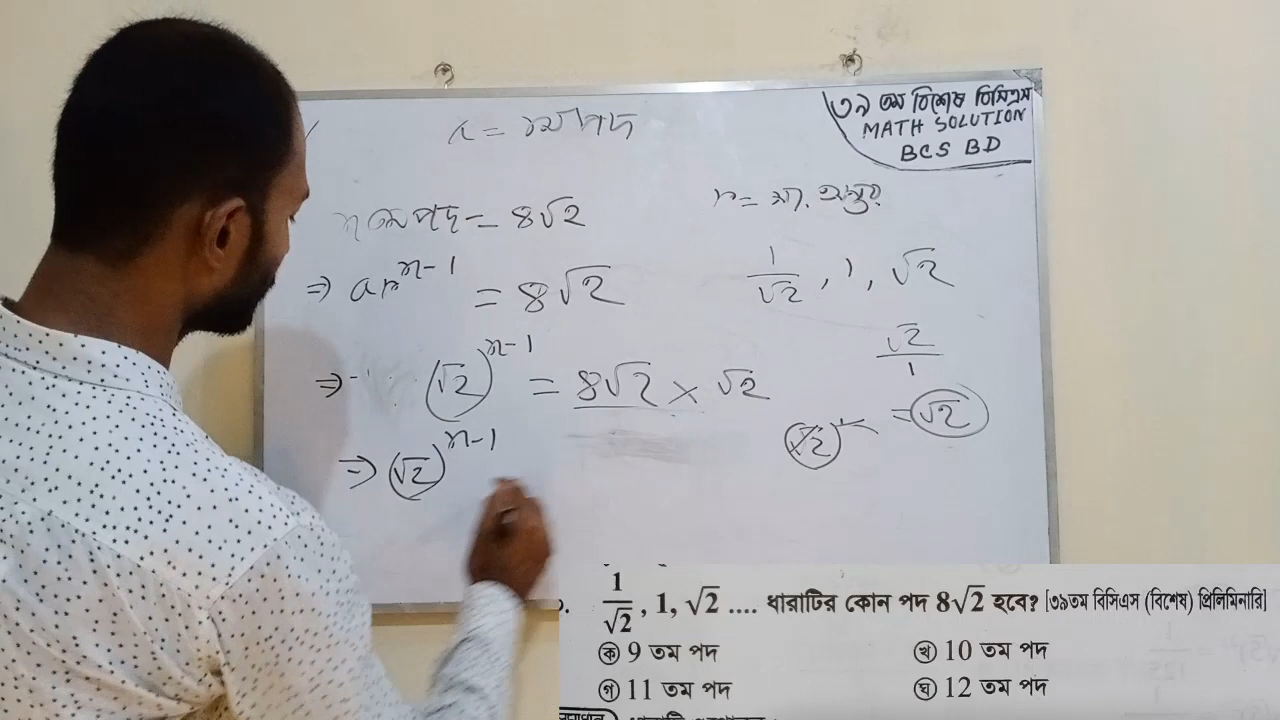 ৩৯ তম বিশেষ বিসিএস
MATH SOLUTION
BCS BD
a = ১ম পদ
n তম পদ = 8√2
⇒ ar^{n-1} = 8√2
⇒ (√2)^{n-1} = 8√2 × √2
⇒ (√2)^{n-1}
r = সা. অন্তর
1/√2, 1, √2
√2/1
= √2
1/√2, 1, √2 .... ধারাটির কোন পদ 8√2 হবে? [৩৯তম বিসিএস (বিশেষ) প্রিলিমিনারি]
ক 9 তম পদ
খ 10 তম পদ
গ 11 তম পদ
ঘ 12 তম পদ